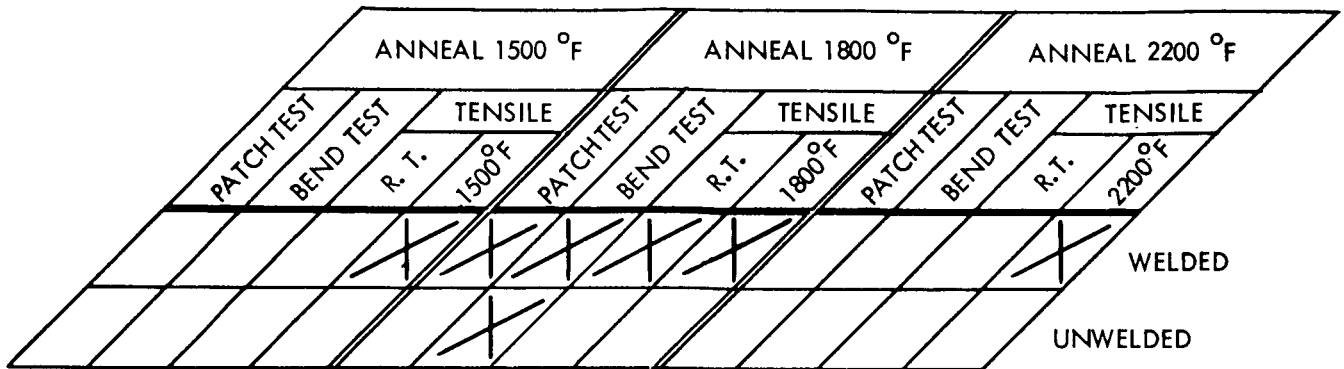 ANNEAL 1500 °F ANNEAL 1800 °F ANNEAL 2200 °F
PATCH TEST BEND TEST R.T. TENSILE 1500°F PATCH TEST BEND TEST R.T. TENSILE 1800°F PATCH TEST BEND TEST R.T. TENSILE 2200°F
WELDED
UNWELDED